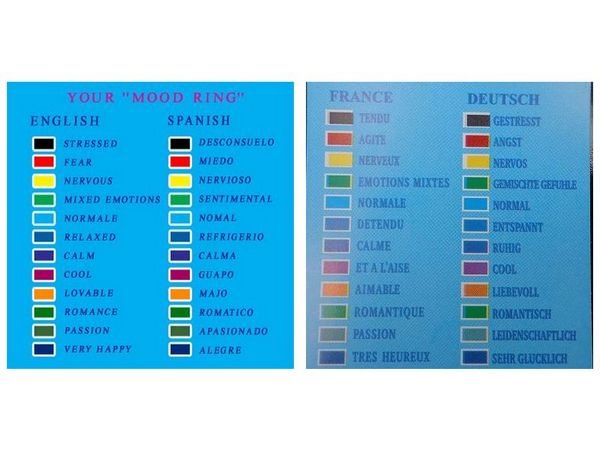 YOUR "MOOD RING"
ENGLISH
STRESSED
FEAR
NERVOUS
MIXED EMOTIONS
NORMALE
RELAXED
CALM
COOL
LOVABLE
ROMANCE
PASSION
VERY HAPPY
SPANISH
DESCONSUELO
MIEDO
NERVIOSO
SENTIMENTAL
NOMAL
REFRIGERIO
CALMA
GUAPO
MAJO
ROMATICO
APASIONADO
ALEGRE
FRANCE
TENDU
AGITE
NERVEUX
EMOTIONS MIXTES
NORMALE
DETENDU
CALME
ET A L'AISE
AIMABLE
ROMANTIQUE
PASSION
TRES HEUREUX
DEUTSCH
GESTRESST
ANGST
NERVOS
GEMISCHTE GEFUHLE
NORMAL
ENTSPANNT
RUHIG
COOL
LIEBEVOLL
ROMANTISCH
LEIDENSCHAFTLICH
SEHR GLUCKLICH